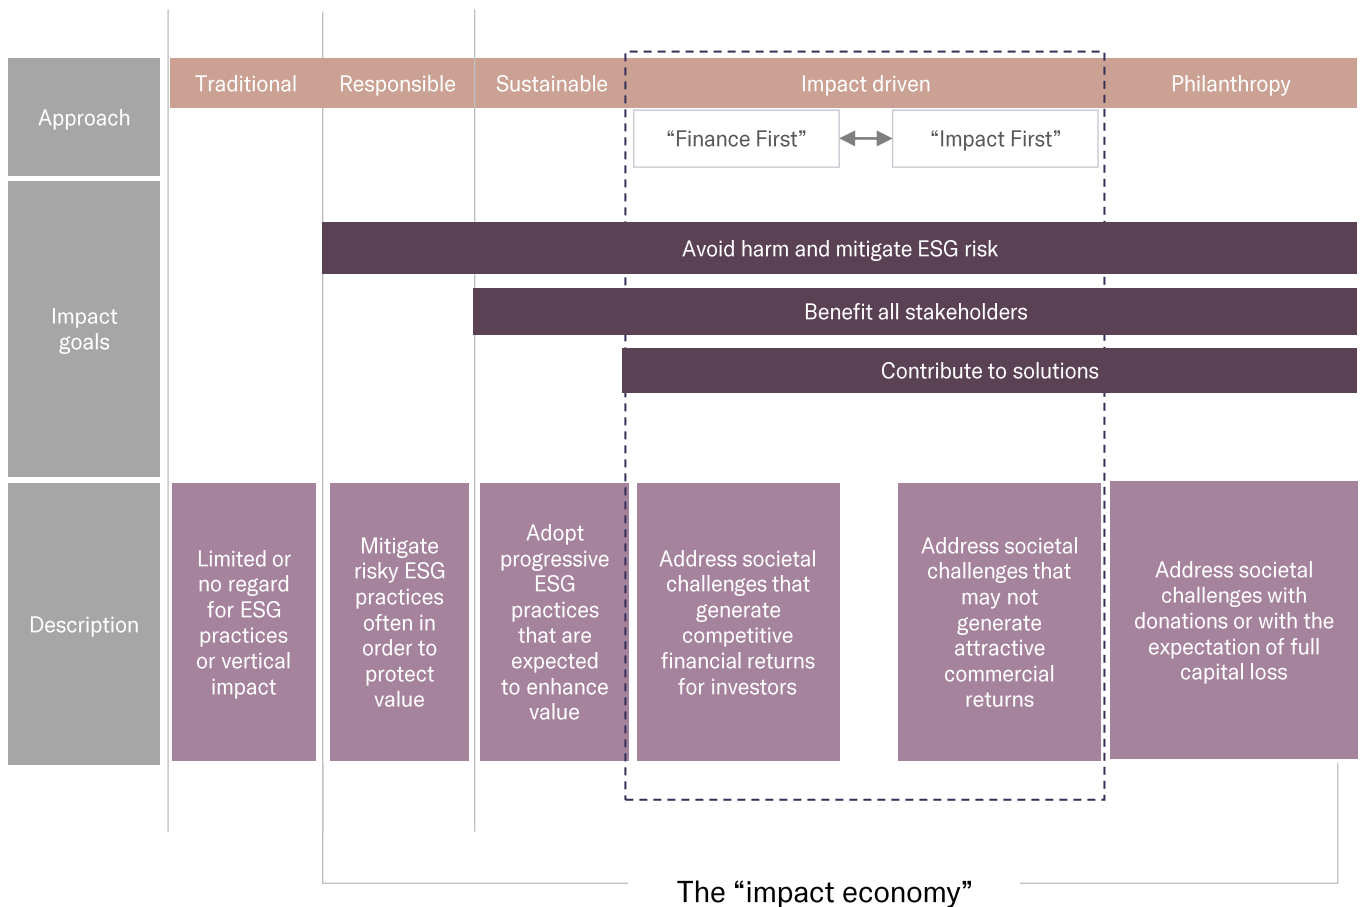 Approach
Traditional
Responsible
Sustainable
Impact driven
Philanthropy
“Finance First”
“Impact First”
Impact
goals
Avoid harm and mitigate ESG risk
Benefit all stakeholders
Contribute to solutions
Description
Limited or
no regard
for ESG
practices
or vertical
impact
Mitigate
risky ESG
practices
often in
order to
protect
value
Adopt
progressive
ESG
practices
that are
expected
to enhance
value
Address societal
challenges that
generate
competitive
financial returns
for investors
Address societal
challenges that
may not
generate
attractive
commercial
returns
Address societal
challenges with
donations or with the
expectation of full
capital loss
The “impact economy”